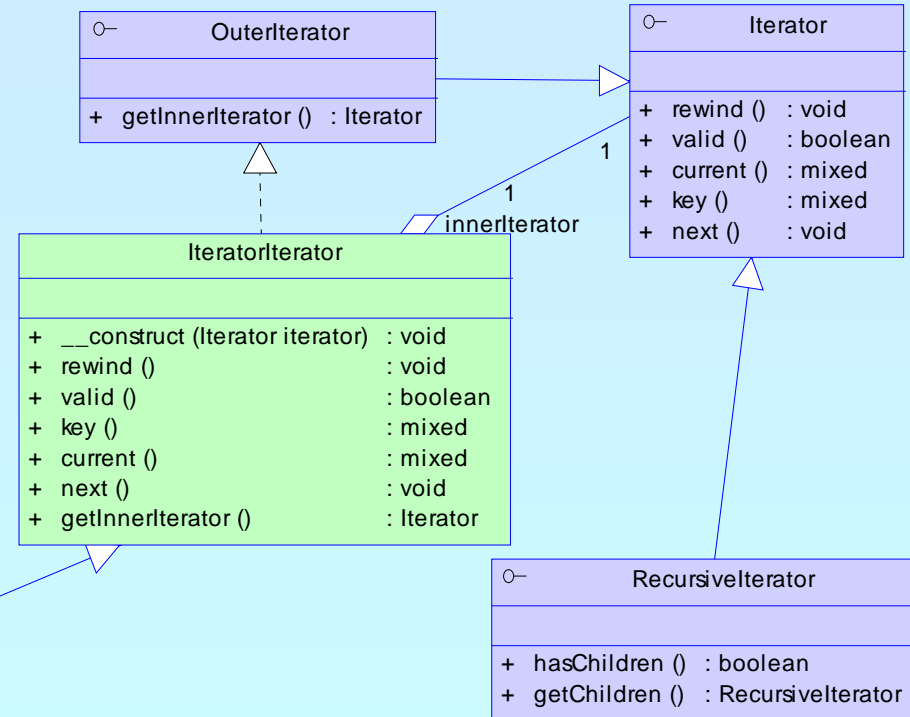 OuterIterator
+ getInnerIterator () : Iterator
Iterator
+ rewind () : void
+ valid () : boolean
+ current () : mixed
+ key () : mixed
+ next () : void
1
1
innerIterator
IteratorIterator
+ __construct (Iterator iterator) : void
+ rewind () : void
+ valid () : boolean
+ key () : mixed
+ current () : mixed
+ next () : void
+ getInnerIterator () : Iterator
RecursiveIterator
+ hasChildren () : boolean
+ getChildren () : RecursiveIterator